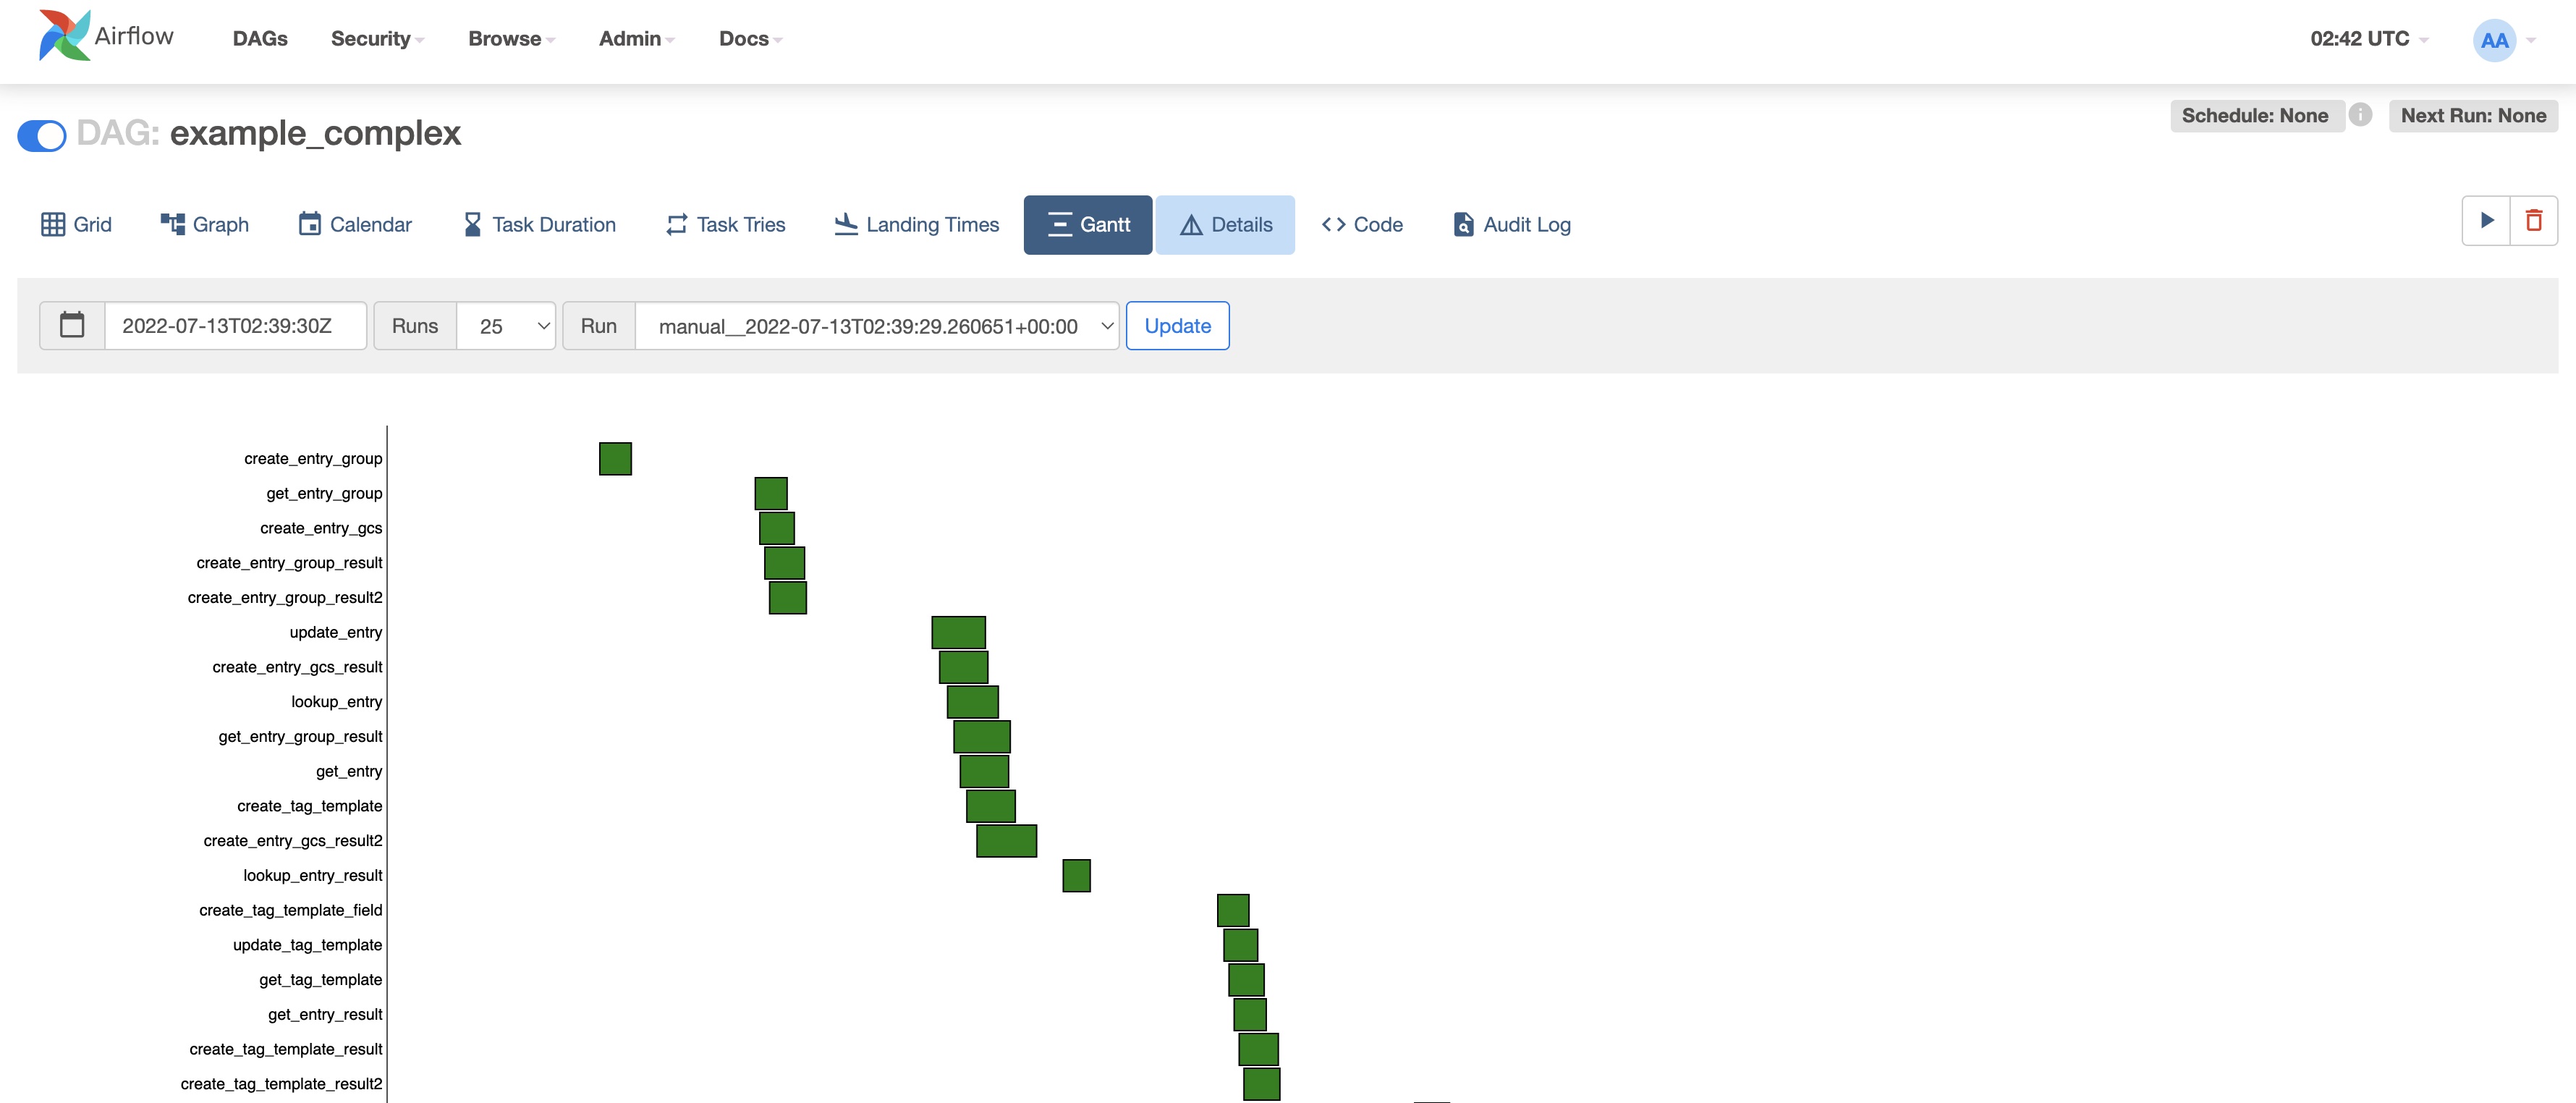 Airflow DAGs Security Browse Admin Docs 02:42 UTC AA
DAG: example_complex Schedule: None Next Run: None
Grid Graph Calendar Task Duration Task Tries Landing Times Gantt Details Code Audit Log
2022-07-13T02:39:30Z Runs 25 Run manual__2022-07-13T02:39:29.260651+00:00 Update
create_entry_group
get_entry_group
create_entry_gcs
create_entry_group_result
create_entry_group_result2
update_entry
create_entry_gcs_result
lookup_entry
get_entry_group_result
get_entry
create_tag_template
create_entry_gcs_result2
lookup_entry_result
create_tag_template_field
update_tag_template
get_tag_template
get_entry_result
create_tag_template_result
create_tag_template_result2